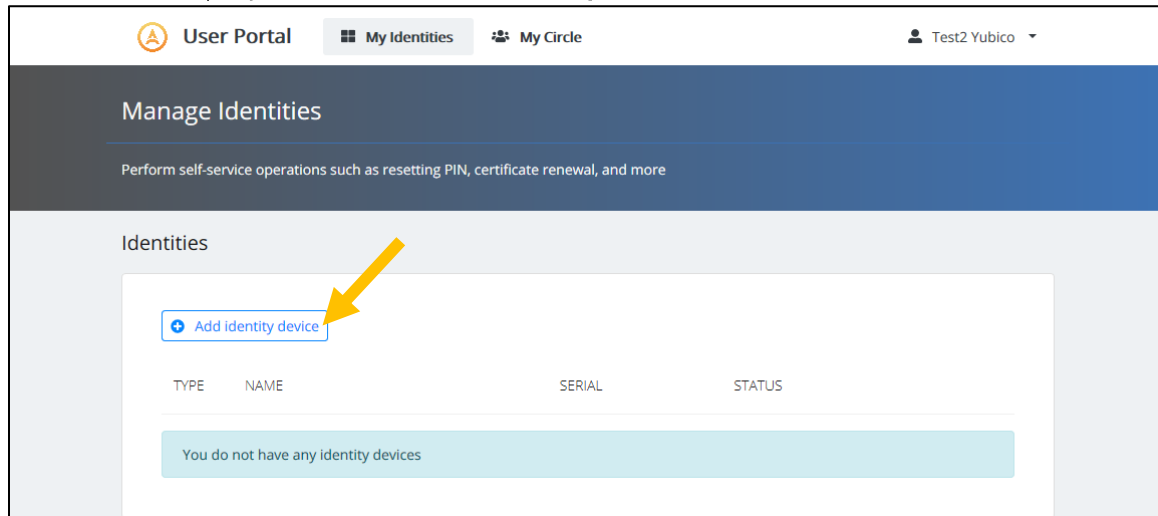 User Portal My Identities My Circle Test2 Yubico
Manage Identities
Perform self-service operations such as resetting PIN, certificate renewal, and more
Identities
Add identity device
TYPE NAME SERIAL STATUS
You do not have any identity devices